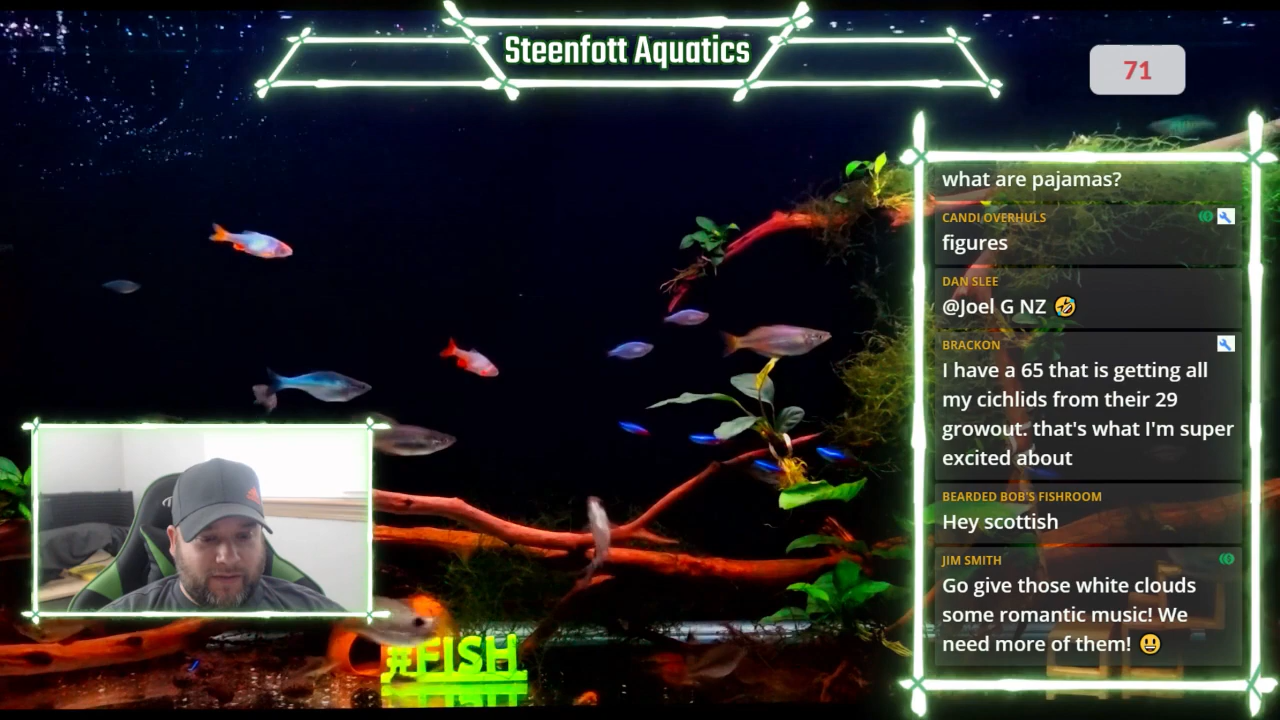 Steenfott Aquatics
71
what are pajamas?
CANDI OVERHULS
figures
DAN SLEE
@Joel G NZ 🤣
BRACKON
I have a 65 that is getting all
my cichlids from their 29
growout. that's what I'm super
excited about
BEARDED BOB'S FISHROOM
Hey scottish
JIM SMITH
Go give those white clouds
some romantic music! We
need more of them! 😃
#FISH